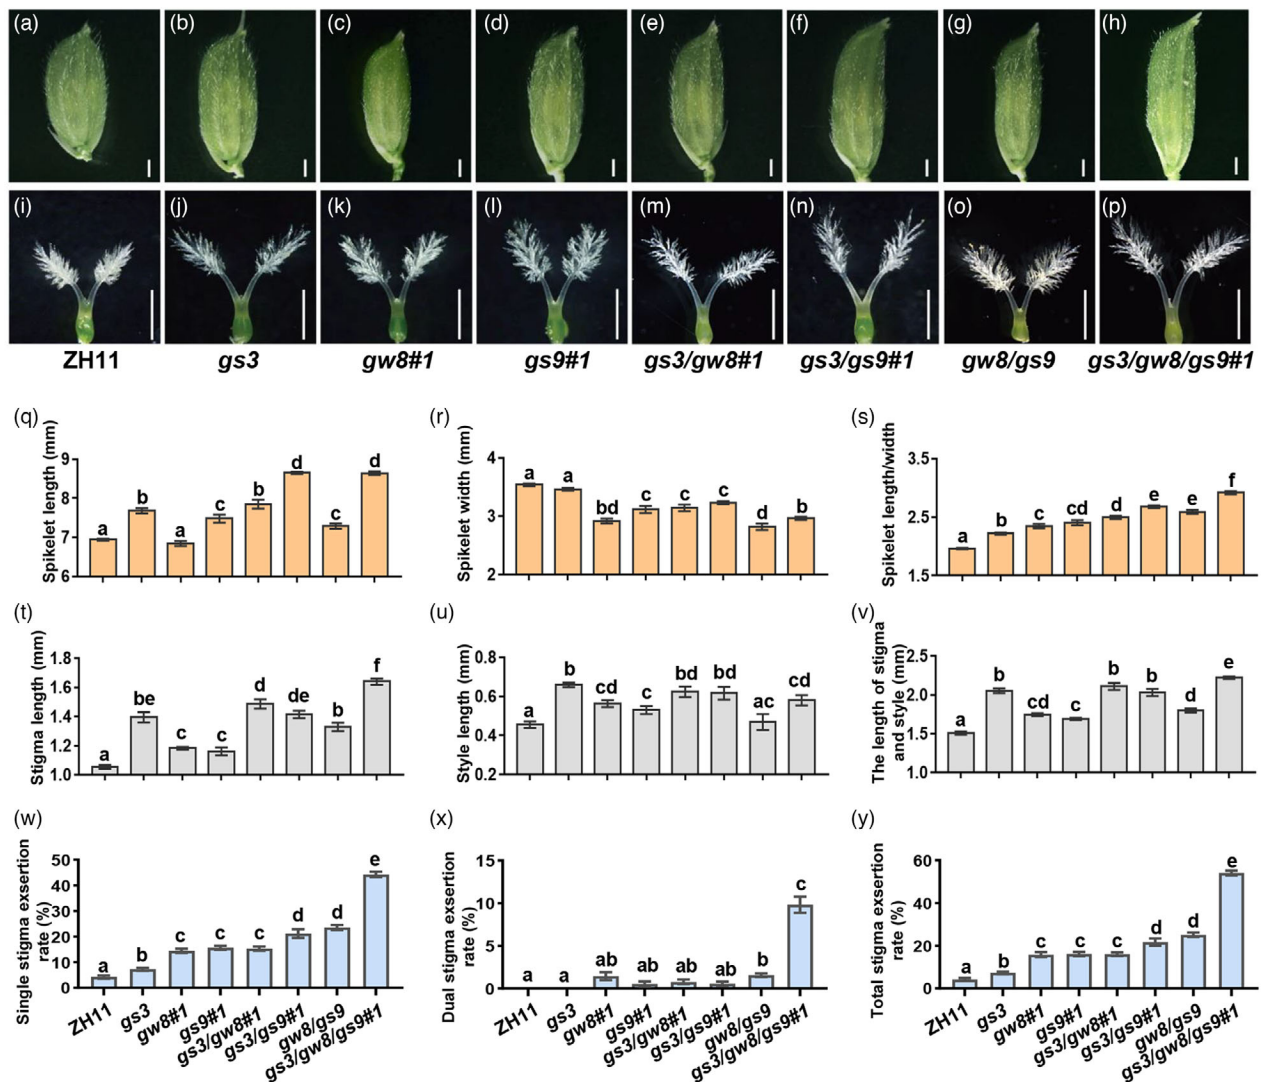 (a) (b) (c) (d) (e) (f) (g) (h)
(i) (j) (k) (l) (m) (n) (o) (p)
ZH11 gs3 gw8#1 gs9#1 gs3/gw8#1 gs3/gs9#1 gw8/gs9 gs3/gw8/gs9#1
(q)
Spikelet length (mm)
9
8
7
6
a b a c b d c d
(r)
Spikelet width (mm)
4
3
2
a a bd c c c d b
(s)
Spikelet length/width
3.5
2.5
1.5
a b c cd d e e f
(t)
Stigma length (mm)
1.8
1.6
1.4
1.2
1.0
a be c c d de b f
(u)
Style length (mm)
0.8
0.6
0.4
0.2
a b cd c bd bd ac cd
(v)
The length of stigma
and style (mm)
2.5
2.0
1.5
1.0
a b cd c b b d e
(w)
Single stigma exsertion
rate (%)
50
40
30
20
10
0
a b c c c d d e
ZH11
gs3
gw8#1
gs9#1
gs3/gw8#1
gs3/gs9#1
gw8/gs9
gs3/gw8/gs9#1
(x)
Dual stigma exsertion
rate (%)
15
10
5
0
a a ab ab ab ab b c
ZH11
gs3
gw8#1
gs9#1
gs3/gw8#1
gs3/gs9#1
gw8/gs9
gs3/gw8/gs9#1
(y)
Total stigma exsertion
rate (%)
60
40
20
0
a b c c c d d e
ZH11
gs3
gw8#1
gs9#1
gs3/gw8#1
gs3/gs9#1
gw8/gs9
gs3/gw8/gs9#1